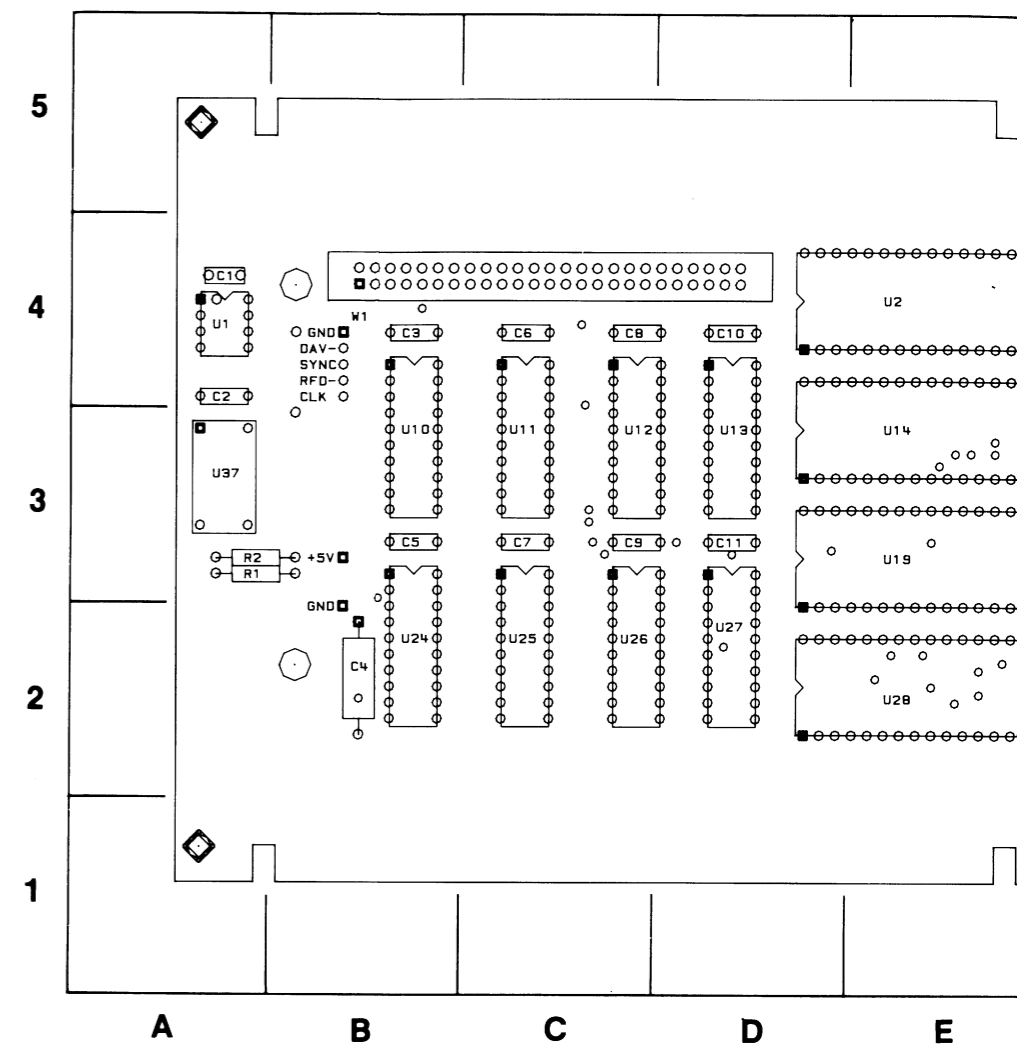 5
C1
4
U1
U2
W1
GND
C3
C6
C8
C10
DAV-
SYNC
RFD-
CLK
C2
U10
U11
U12
U13
U14
U37
3
C5
C7
C9
C11
R2
+5V
U19
R1
GND
U24
U25
U26
U27
C4
2
U28
1
A
B
C
D
E